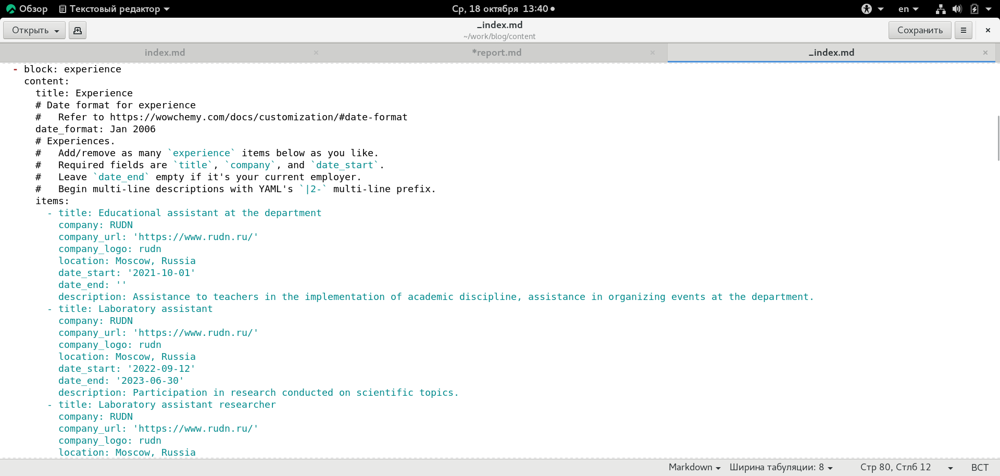 Обзор Текстовый редактор Ср, 18 октября 13:40 en
Открыть _index.md Сохранить
~/work/blog/content
index.md *report.md _index.md
- block: experience
content:
title: Experience
# Date format for experience
# Refer to https://wowchemy.com/docs/customization/#date-format
date_format: Jan 2006
# Experiences.
# Add/remove as many `experience` items below as you like.
# Required fields are `title`, `company`, and `date_start`.
# Leave `date_end` empty if it's your current employer.
# Begin multi-line descriptions with YAML's `|2-` multi-line prefix.
items:
- title: Educational assistant at the department
company: RUDN
company_url: 'https://www.rudn.ru/'
company_logo: rudn
location: Moscow, Russia
date_start: '2021-10-01'
date_end: ''
description: Assistance to teachers in the implementation of academic discipline, assistance in organizing events at the department.
- title: Laboratory assistant
company: RUDN
company_url: 'https://www.rudn.ru/'
company_logo: rudn
location: Moscow, Russia
date_start: '2022-09-12'
date_end: '2023-06-30'
description: Participation in research conducted on scientific topics.
- title: Laboratory assistant researcher
company: RUDN
company_url: 'https://www.rudn.ru/'
company_logo: rudn
location: Moscow, Russia
Markdown Ширина табуляции: 8 Стр 80, Стлб 12 ВСТ